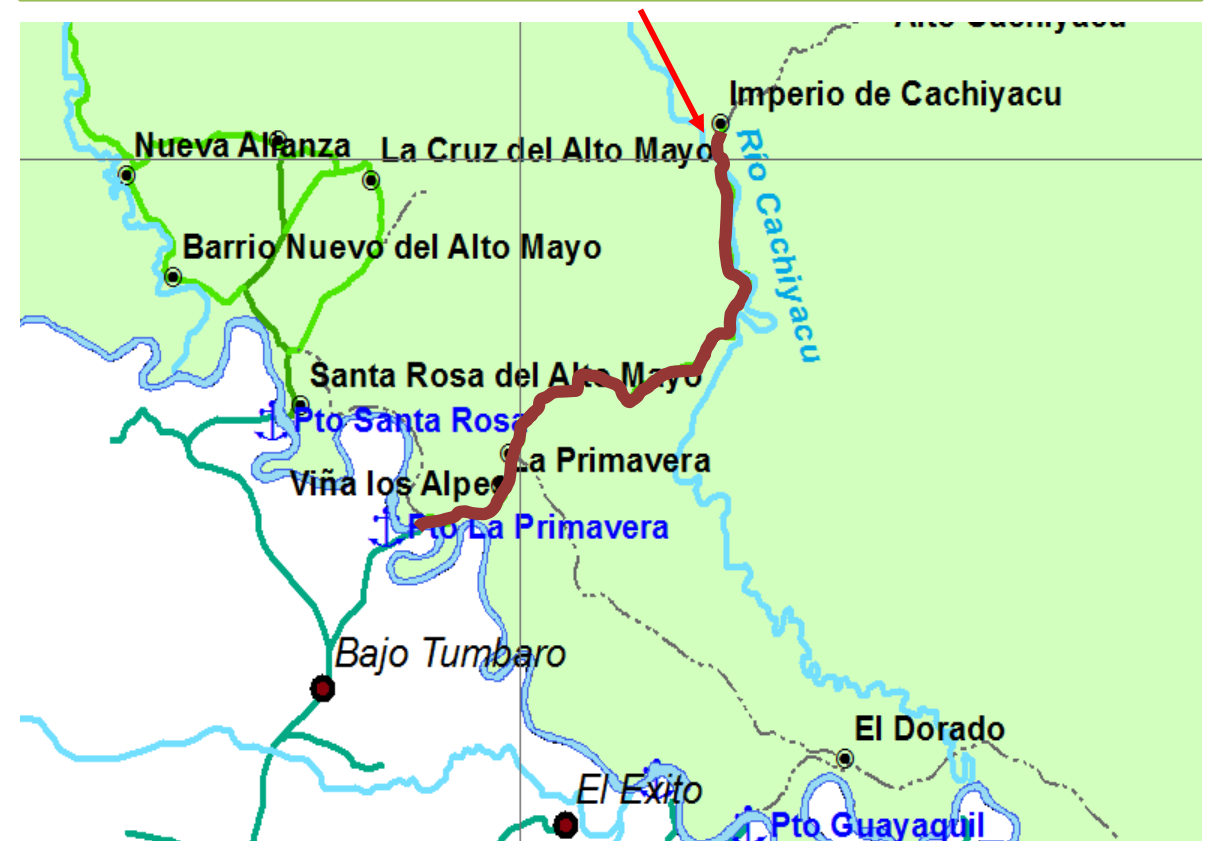 Alto Cachiyacu
Imperio de Cachiyacu
Nueva Alianza
La Cruz del Alto Mayo
Río Cachiyacu
Barrio Nuevo del Alto Mayo
Santa Rosa del Alto Mayo
Pto Santa Rosa
La Primavera
Viña los Alpes
Pto La Primavera
Bajo Tumbaro
El Dorado
El Exito
Pto Guayaquil